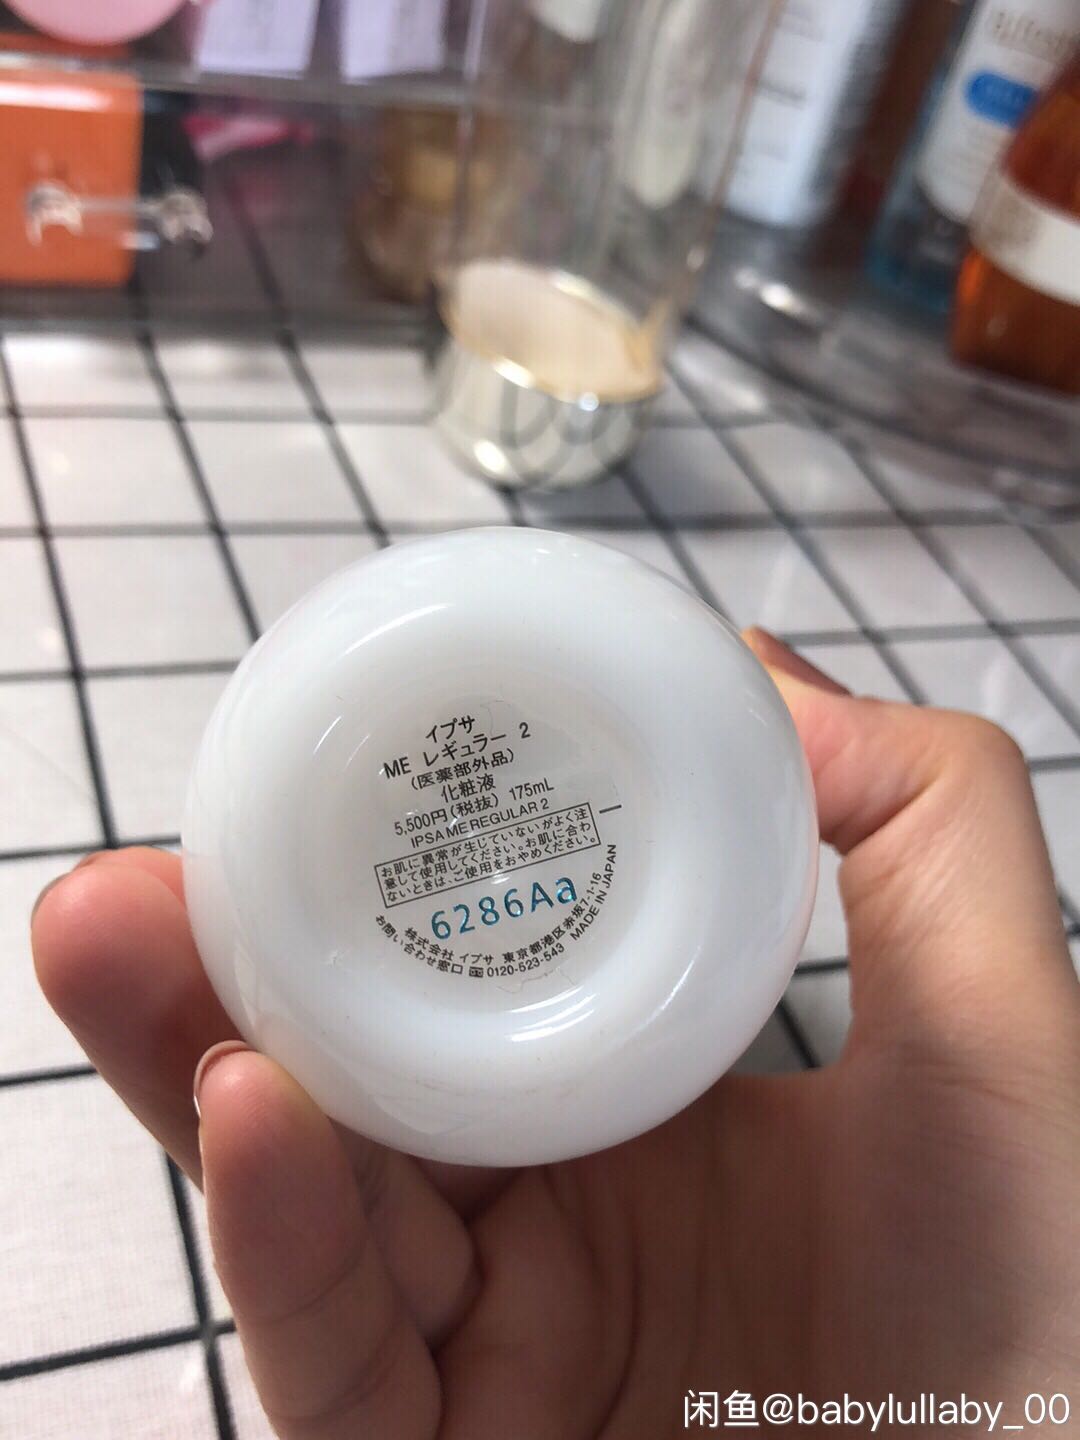 イプサ
ME レギュラー 2
(医薬部外品)
化粧液
5,500円(税抜) 175mL
IPSA ME REGULAR 2
お肌に異常が生じていないかよく注
意して使用してください。お肌に合わ
ないときは、ご使用をおやめください。
6286Aa
株式会社 イプサ 東京都港区赤坂7-1-16
お問い合わせ窓口 0120-523-543 MADE IN JAPAN
闲鱼@babylullaby_00